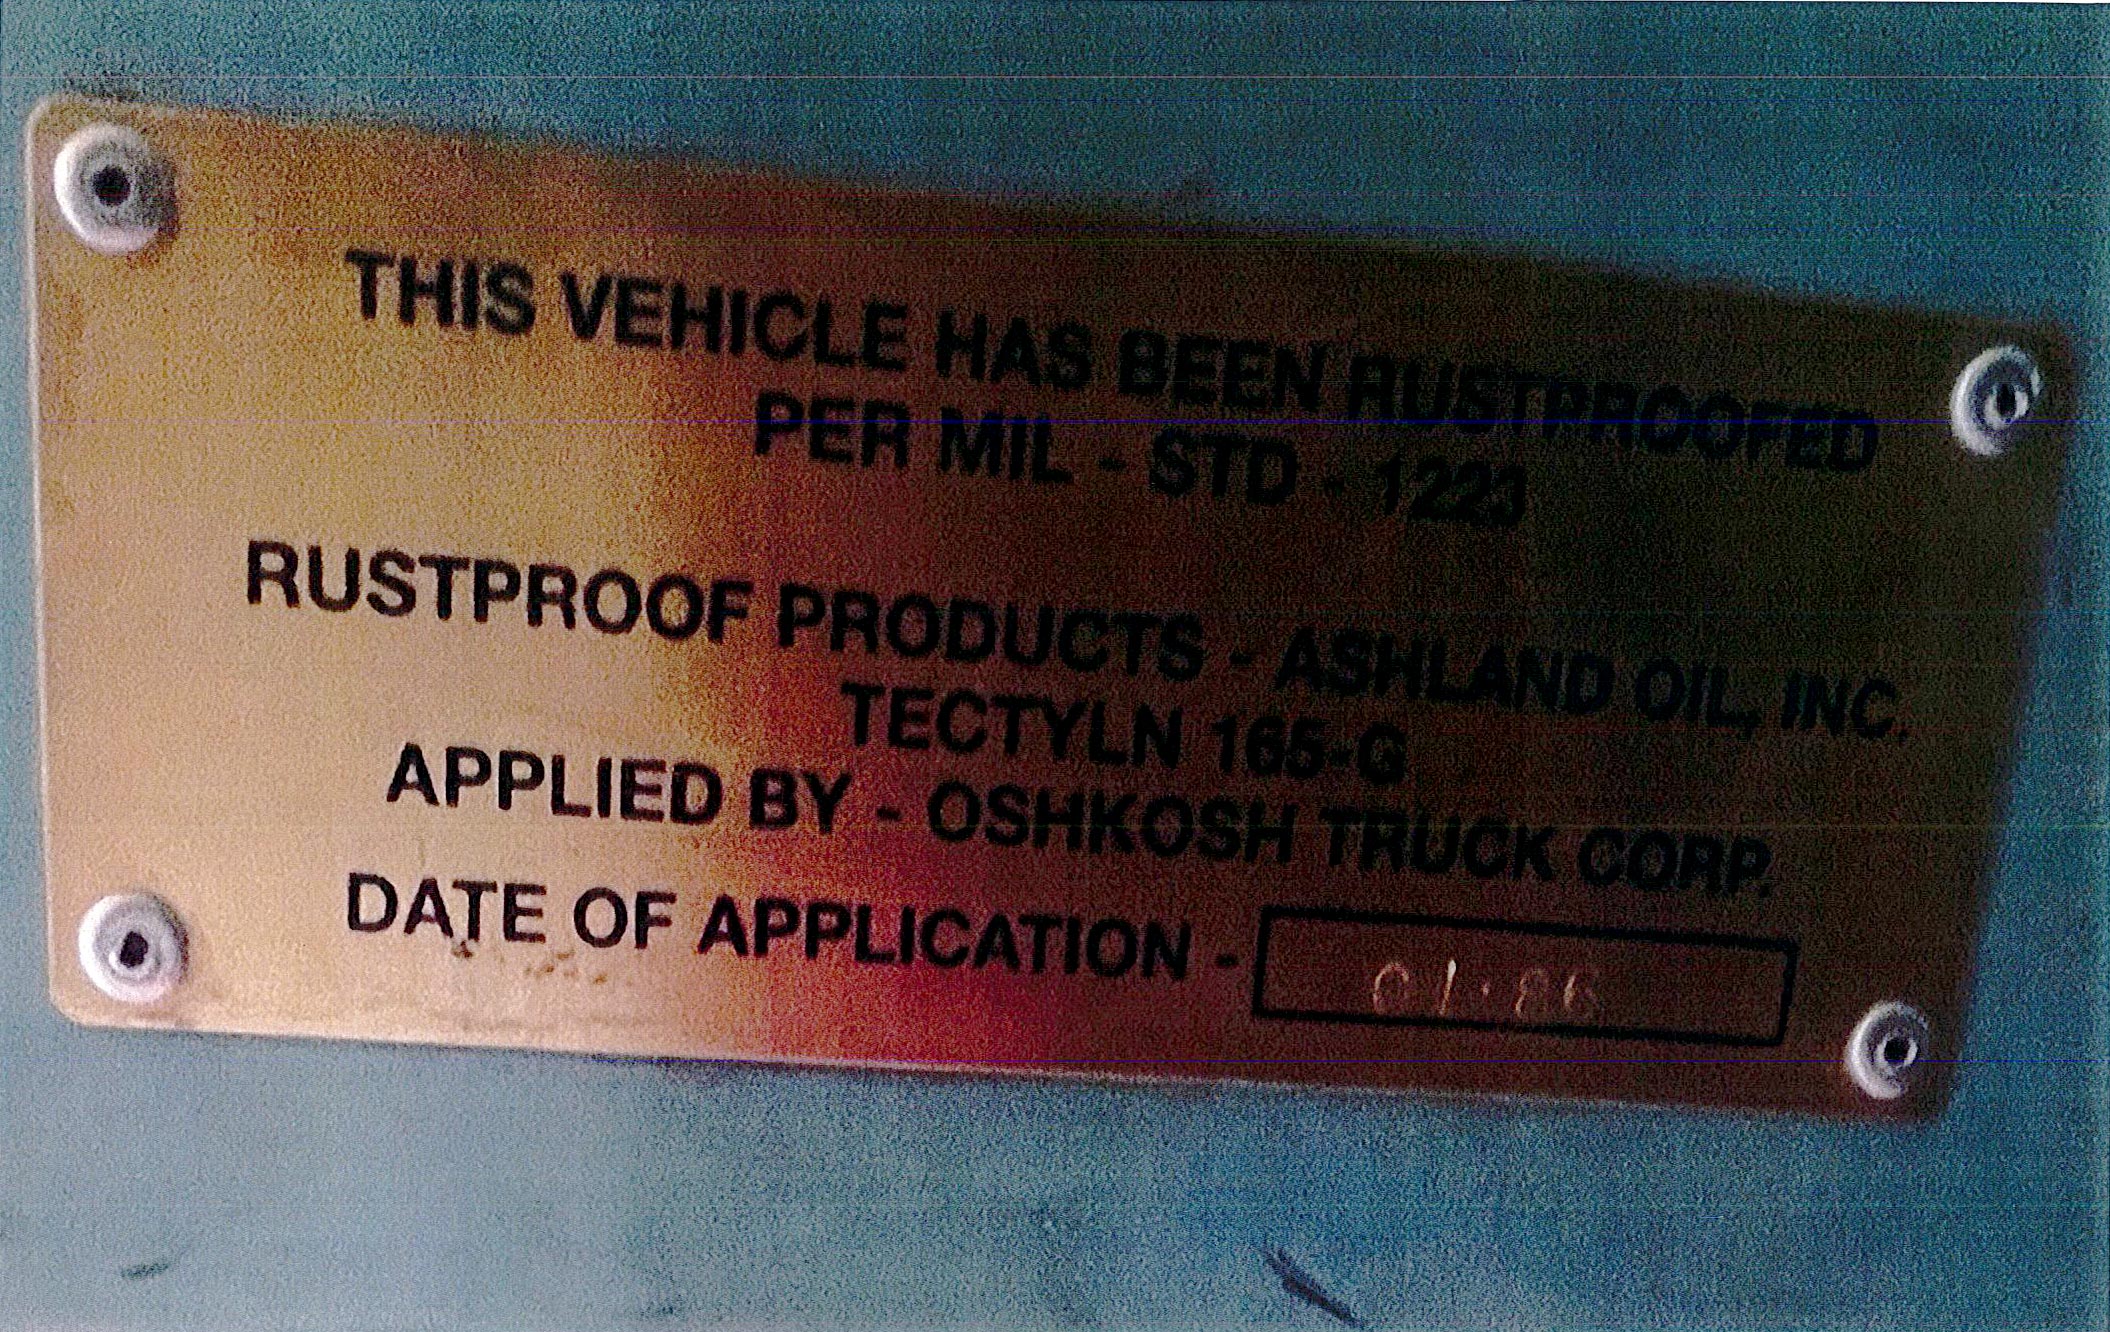 THIS VEHICLE HAS BEEN RUSTPROOFED
PER MIL - STD - 1223
RUSTPROOF PRODUCTS - ASHLAND OIL, INC.
TECTYLN 165-G
APPLIED BY - OSHKOSH TRUCK CORP.
DATE OF APPLICATION - 01-86